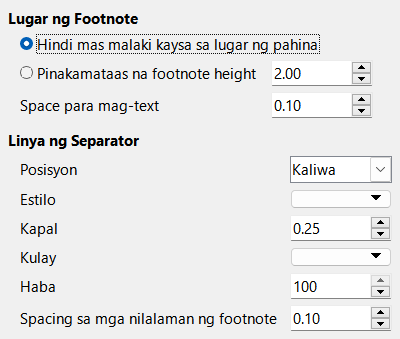 Lugar ng Footnote
Hindi mas malaki kaysa sa lugar ng pahina
Pinakamataas na footnote height 2.00
Space para mag-text 0.10
Linya ng Separator
Posisyon Kaliwa
Estilo
Kapal 0.25
Kulay
Haba 100
Spacing sa mga nilalaman ng footnote 0.10